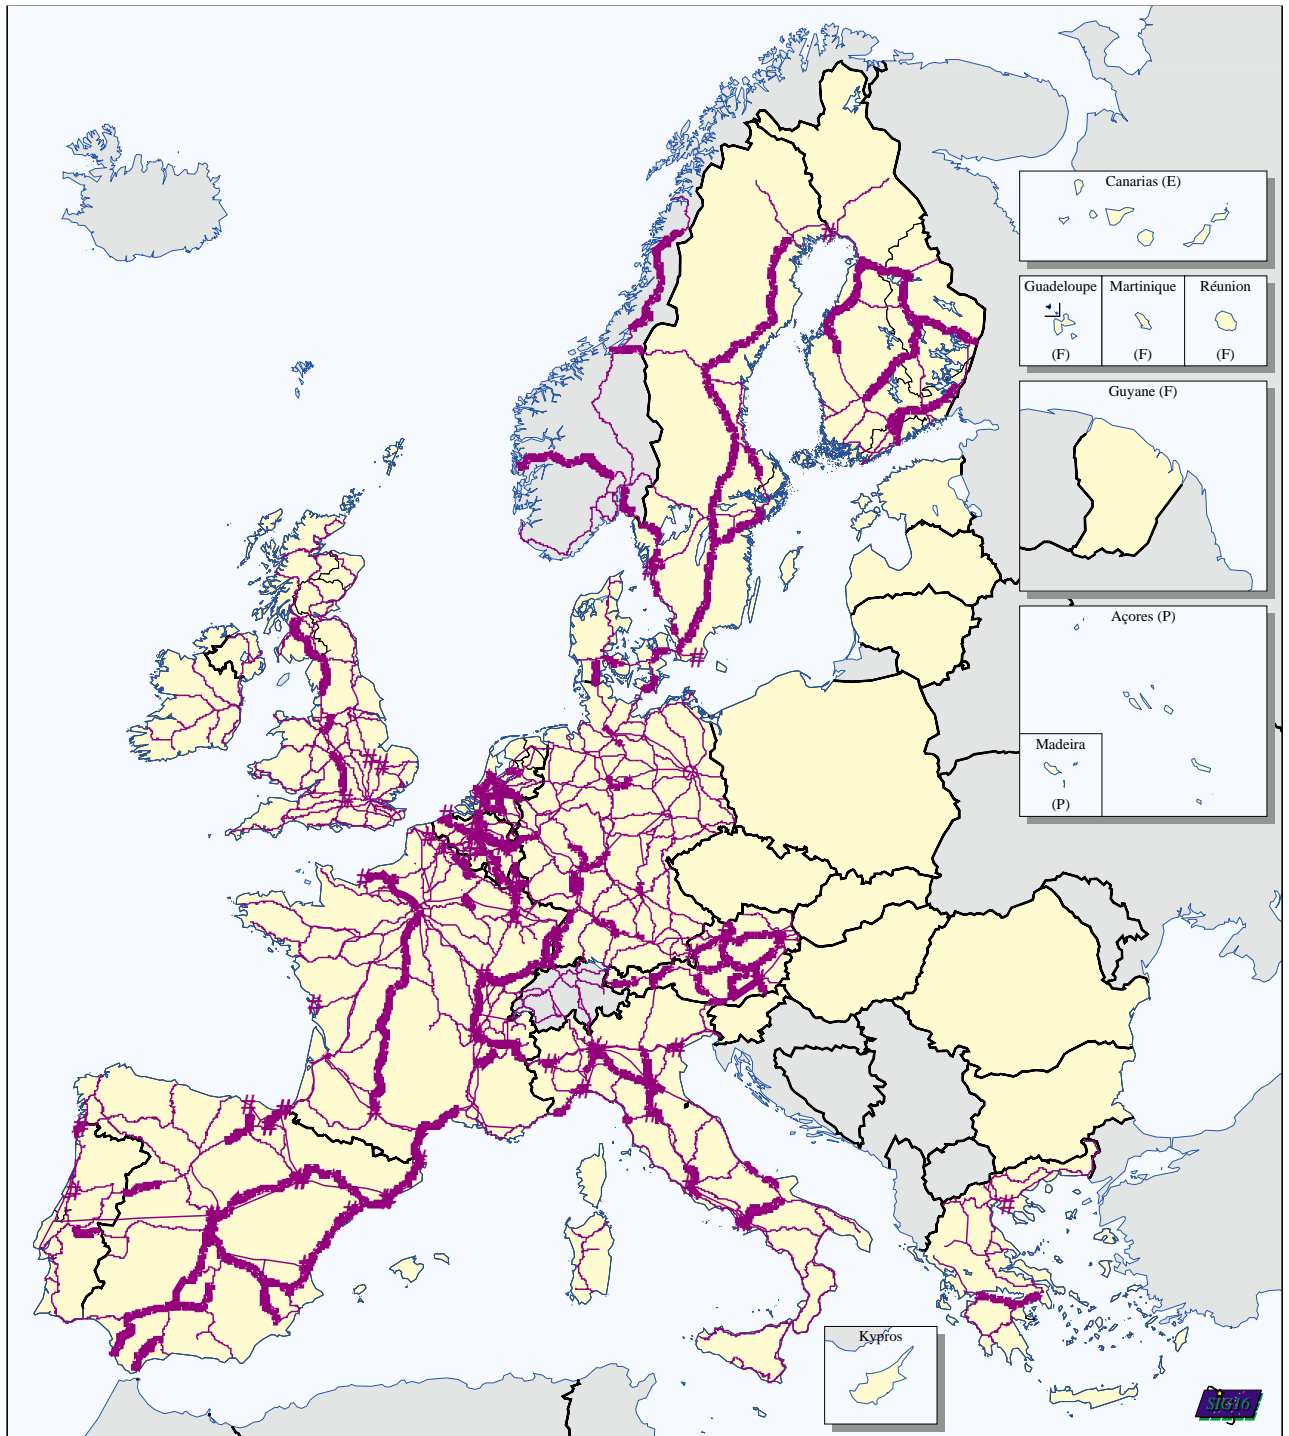 Canarias (E)
Guadeloupe
Martinique
Réunion
(F)
(F)
(F)
Guyane (F)
Açores (P)
Madeira
(P)
Kypros
SIG16